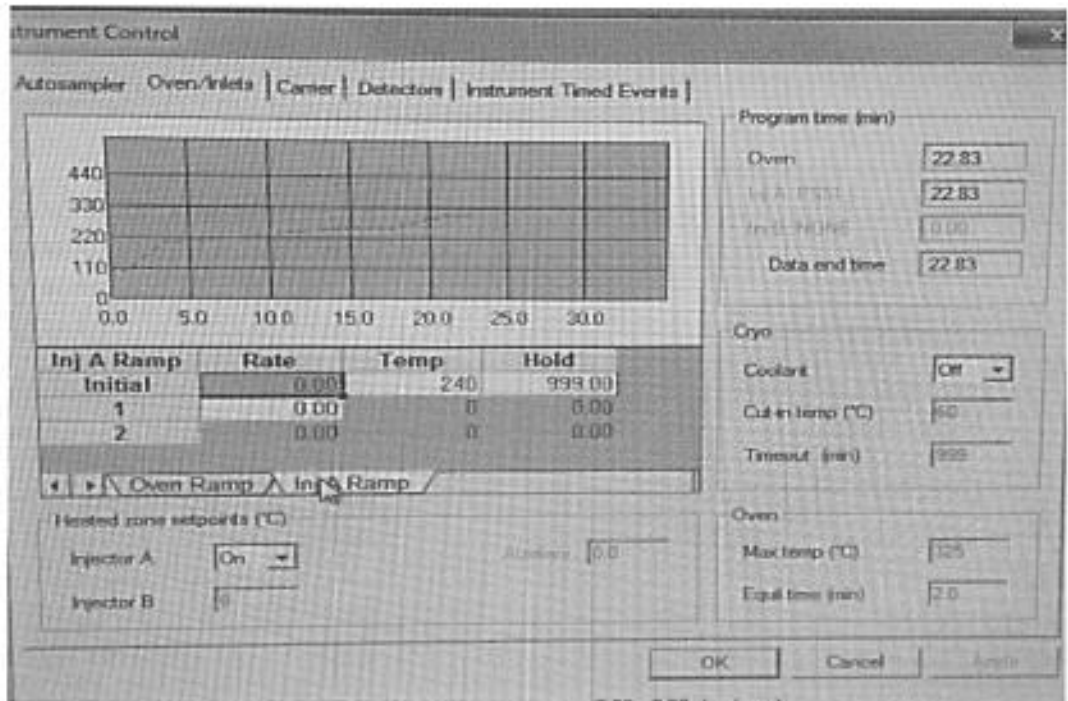 trument Control
Autosampler Oven/Inlets Carrier Detectors Instrument Timed Events
Program time (min)
Oven 22.83
22.83
0.00
Data end time 22.83
440
330
220
110
0
0.0 5.0 10.0 15.0 20.0 25.0 30.0
Inj A Ramp Rate Temp Hold
Initial 0.00 240 999.00
1 0.00 0 0.00
2 0.00 0 0.00
Oven Ramp Inj A Ramp
Cryo
Coolant Off
Cut-in temp (°C) 60
Timeout (min) 999
Heated zone setpoints (°C)
Injector A On 0.0
Injector B 0
Oven
Max temp (°C) 325
Equil time (min) 2.0
OK Cancel Apply